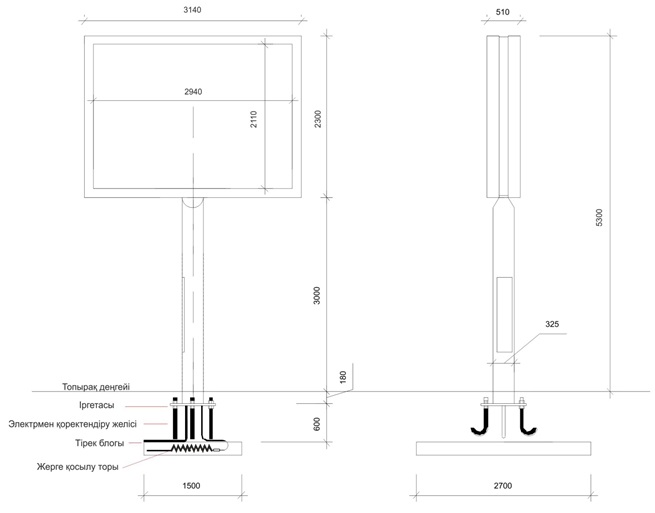 3140
510
2940
2110
2300
5300
3000
325
180
Топырақ деңгейі
Іргетасы
Электрмен қоректендіру желісі
600
Тірек блогы
Жерге қосылу торы
1500
2700